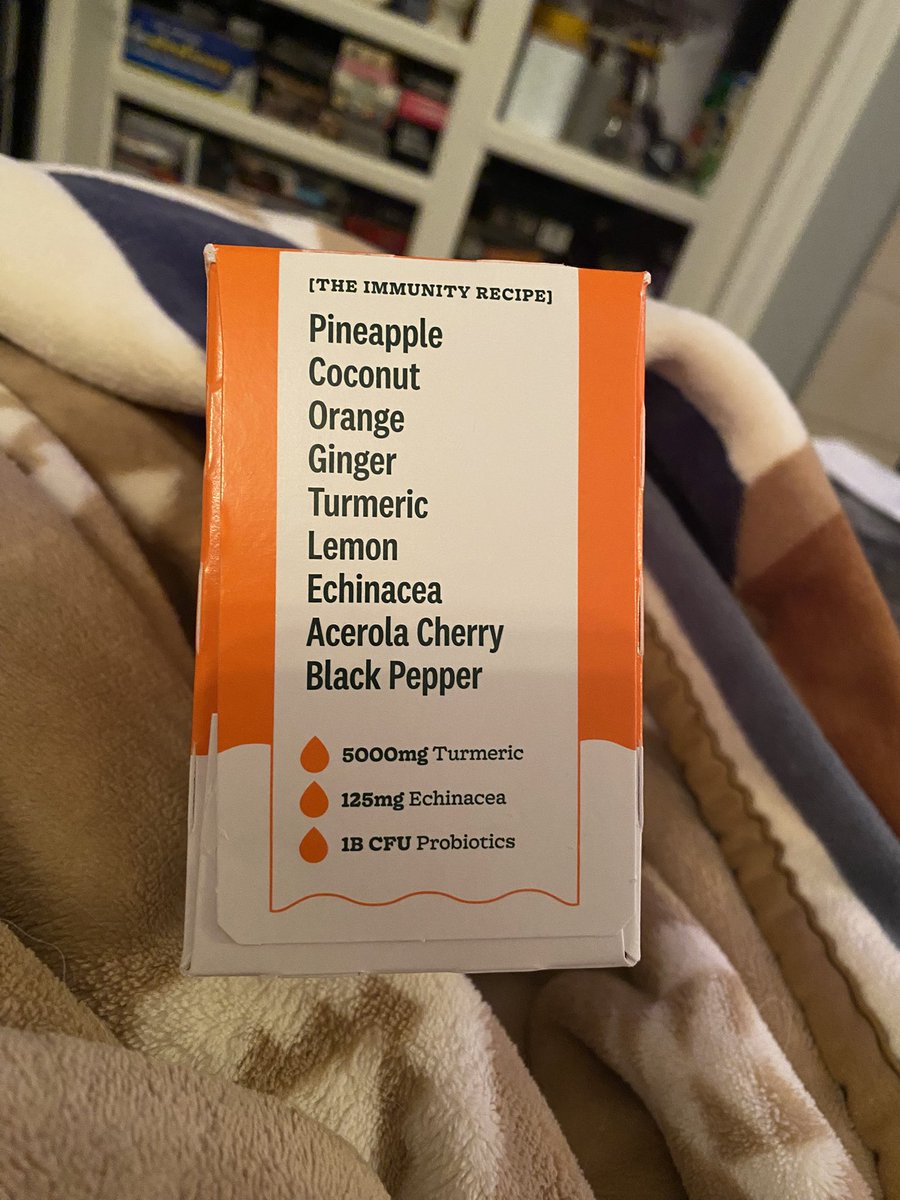 [THE IMMUNITY RECIPE]
Pineapple
Coconut
Orange
Ginger
Turmeric
Lemon
Echinacea
Acerola Cherry
Black Pepper
5000mg Turmeric
125mg Echinacea
1B CFU Probiotics